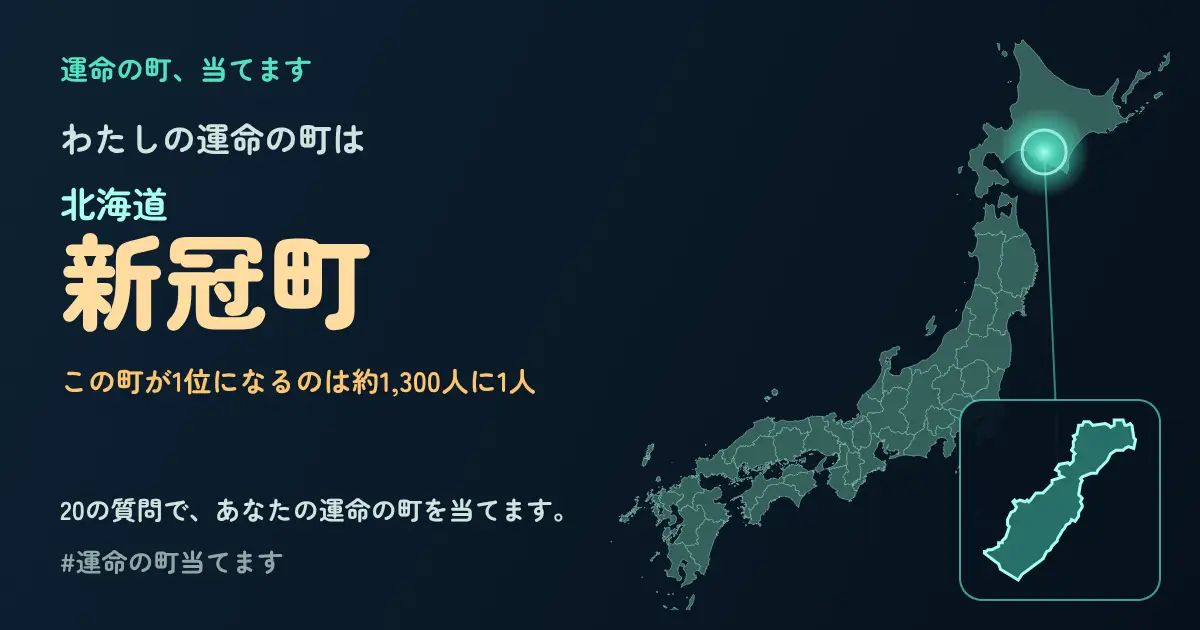 運命の町、当てます
わたしの運命の町は
北海道
新冠町
この町が1位になるのは約1,300人に1人
20の質問で、あなたの運命の町を当てます。
#運命の町当てます